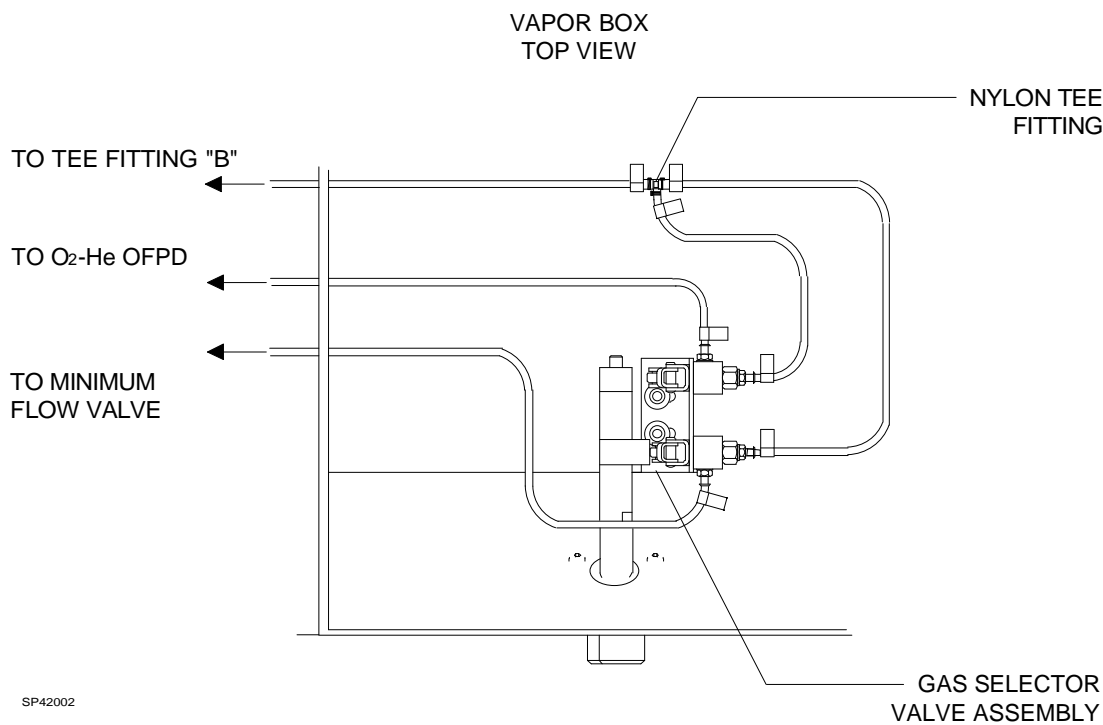 VAPOR BOX
TOP VIEW
NYLON TEE
FITTING
TO TEE FITTING "B"
TO O2-He OFPD
TO MINIMUM
FLOW VALVE
GAS SELECTOR
VALVE ASSEMBLY
SP42002